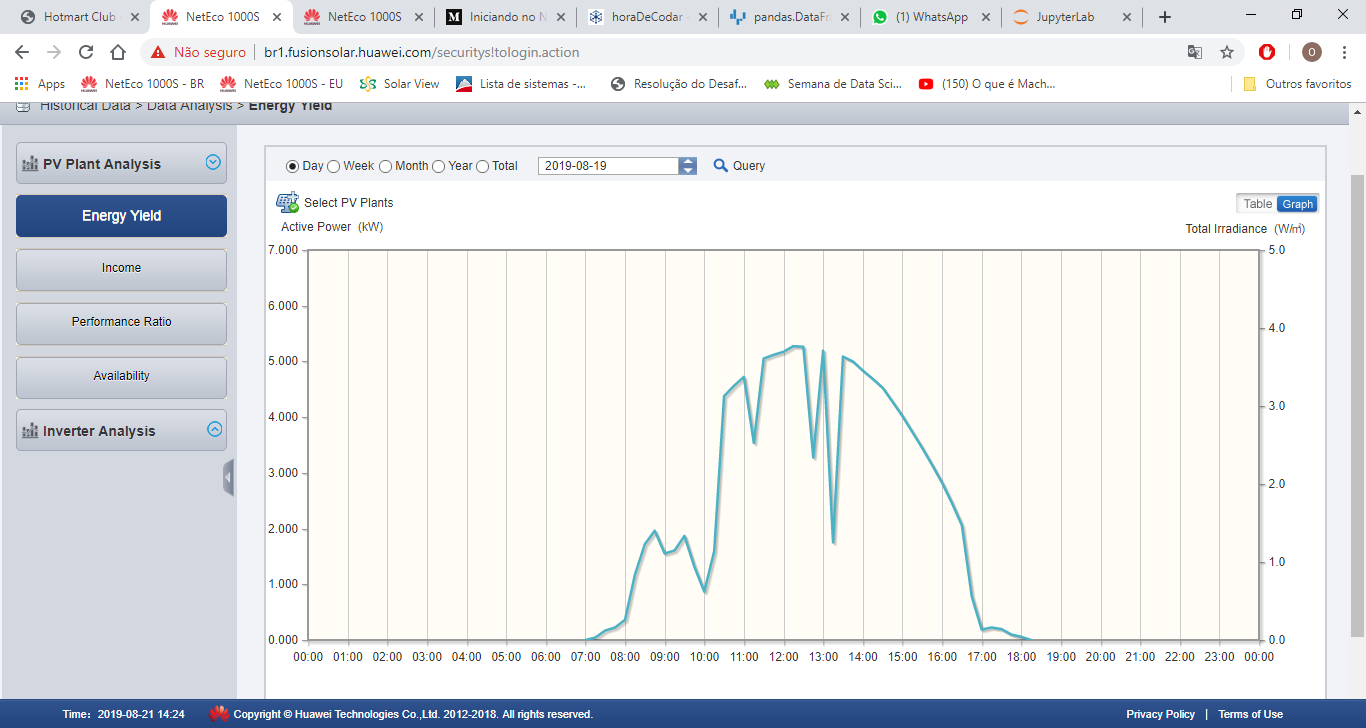 Hotmart Club - NetEco 1000S NetEco 1000S Iniciando no N horaDeCodar - pandas.DataFra (1) WhatsApp JupyterLab
Não seguro br1.fusionsolar.huawei.com/securitys!tologin.action O
Apps NetEco 1000S - BR NetEco 1000S - EU Solar View Lista de sistemas -... Resolução do Desaf... Semana de Data Sci... (150) O que é Mach... Outros favoritos
Historical Data > Data Analysis > Energy Yield
PV Plant Analysis
Energy Yield
Income
Performance Ratio
Availability
Inverter Analysis
Day Week Month Year Total 2019-08-19 Query
Select PV Plants Table Graph
Active Power (kW) Total Irradiance (W/㎡)
7.000 5.0
6.000
4.0
5.000
4.000
3.0
3.000
2.0
2.000
1.000
1.0
0.000 0.0
00:00 01:00 02:00 03:00 04:00 05:00 06:00 07:00 08:00 09:00 10:00 11:00 12:00 13:00 14:00 15:00 16:00 17:00 18:00 19:00 20:00 21:00 22:00 23:00 00:00
Time: 2019-08-21 14:24 Copyright © Huawei Technologies Co.,Ltd. 2012-2018. All rights reserved. Privacy Policy | Terms of Use